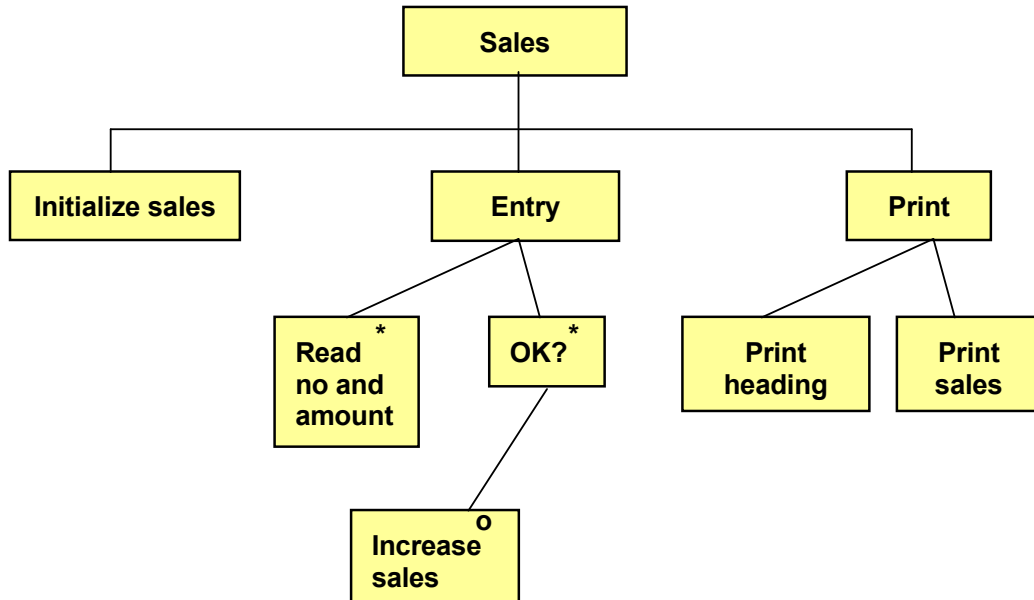 Sales
Initialize sales
Entry
Print
*
Read
no and
amount
*
OK?
Print
heading
Print
sales
o
Increase
sales